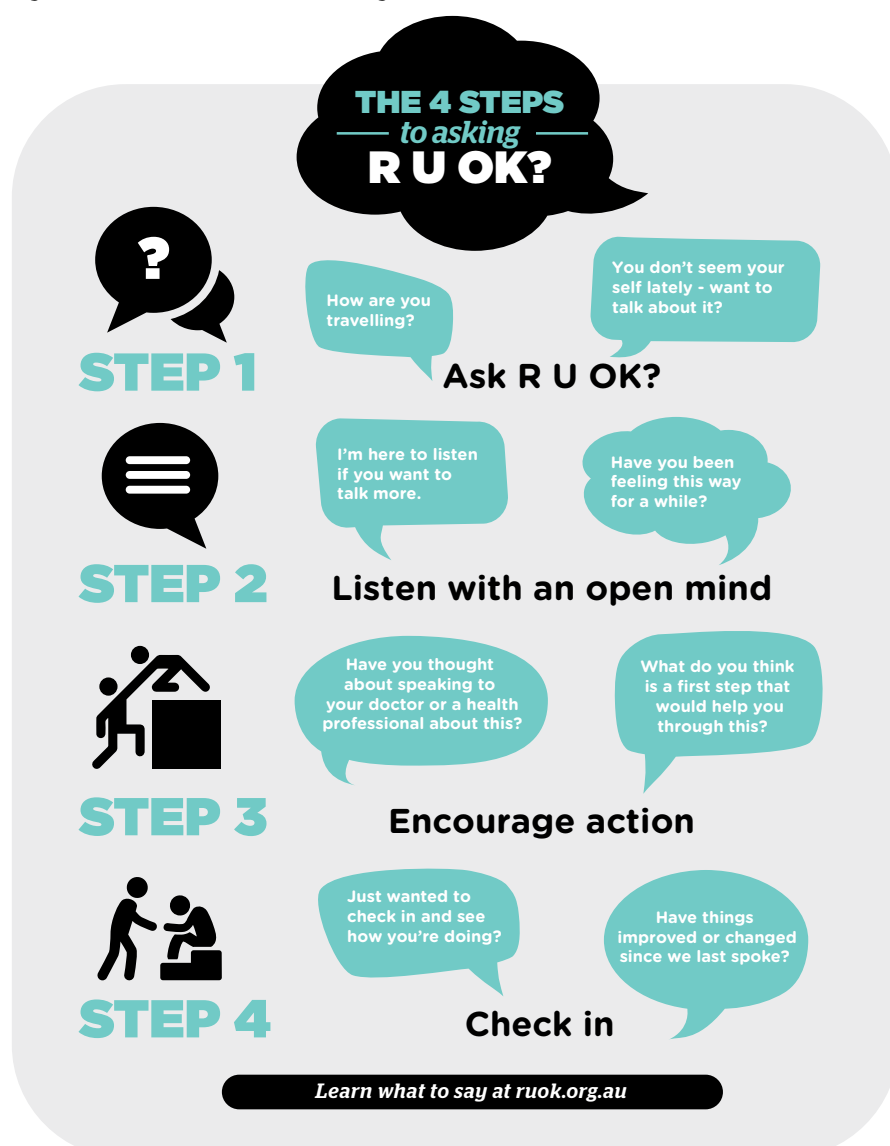 THE 4 STEPS
to asking
R U OK?
?
How are you
travelling?
You don't seem your
self lately - want to
talk about it?
STEP 1
Ask R U OK?
I'm here to listen
if you want to
talk more.
Have you been
feeling this way
for a while?
STEP 2
Listen with an open mind
Have you thought
about speaking to
your doctor or a health
professional about this?
What do you think
is a first step that
would help you
through this?
STEP 3
Encourage action
Just wanted to
check in and see
how you're doing?
Have things
improved or changed
since we last spoke?
STEP 4
Check in
Learn what to say at ruok.org.au